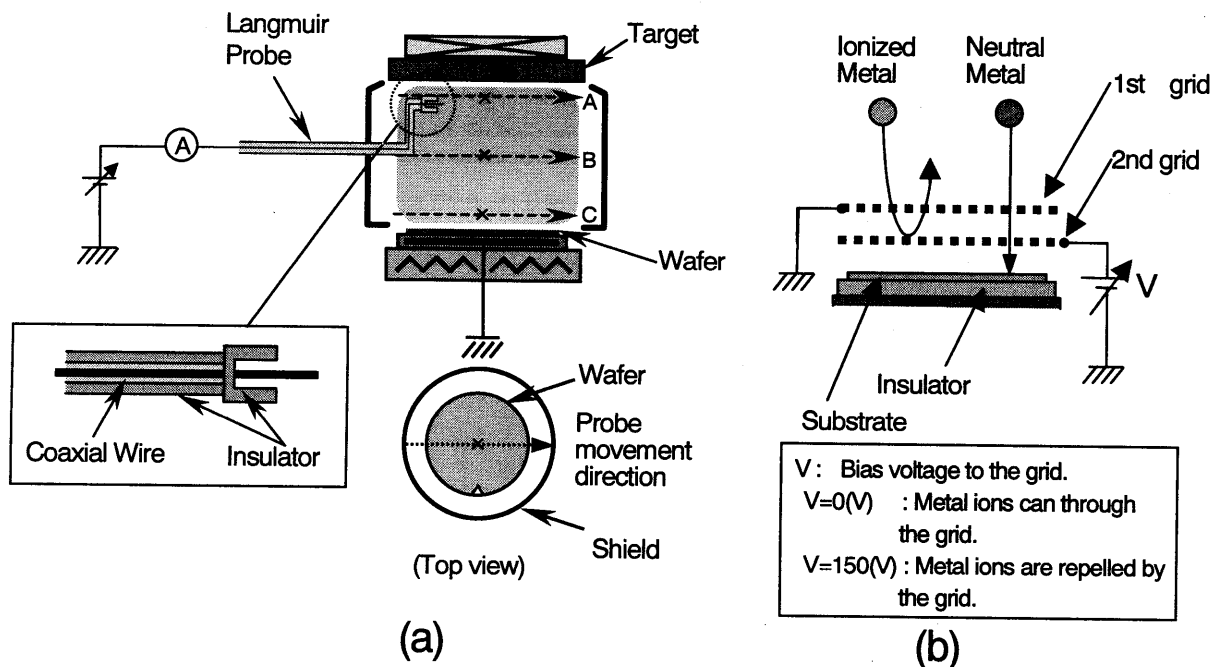 Langmuir
Probe
Target
A
A
B
C
Wafer
Coaxial Wire
Insulator
Wafer
Probe
movement
direction
Shield
(Top view)
(a)
Ionized
Metal
Neutral
Metal
1st grid
2nd grid
V
Insulator
Substrate
V : Bias voltage to the grid.
V=0(V) : Metal ions can through
the grid.
V=150(V) : Metal ions are repelled by
the grid.
(b)